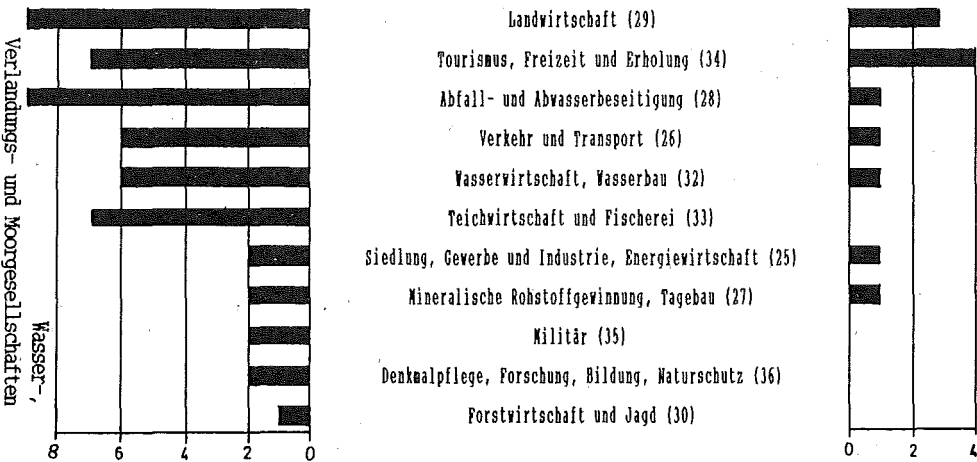 Landwirtschaft (29)
Tourismus, Freizeit und Erholung (34)
Abfall- und Abwasserbeseitigung (28)
Verkehr und Transport (26)
Wasserwirtschaft, Wasserbau (32)
Teichwirtschaft und Fischerei (33)
Siedlung, Gewerbe und Industrie, Energiewirtschaft (25)
Mineralische Rohstoffgewinnung, Tagebau (27)
Militär (35)
Denkmalpflege, Forschung, Bildung, Naturschutz (36)
Forstwirtschaft und Jagd (30)
Wasser-,
Verlandungs- und Moorgesellschaften
8 6 4 2 0
0 2 4